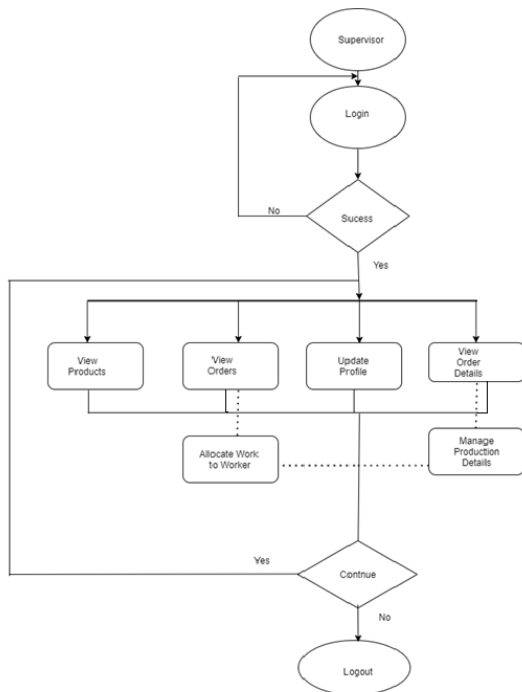 Supervisor
Login
No
Sucess
Yes
View
Products
View
Orders
Update
Profile
View
Order
Details
Allocate Work
to Worker
Manage
Production
Details
Yes
Contnue
No
Logout